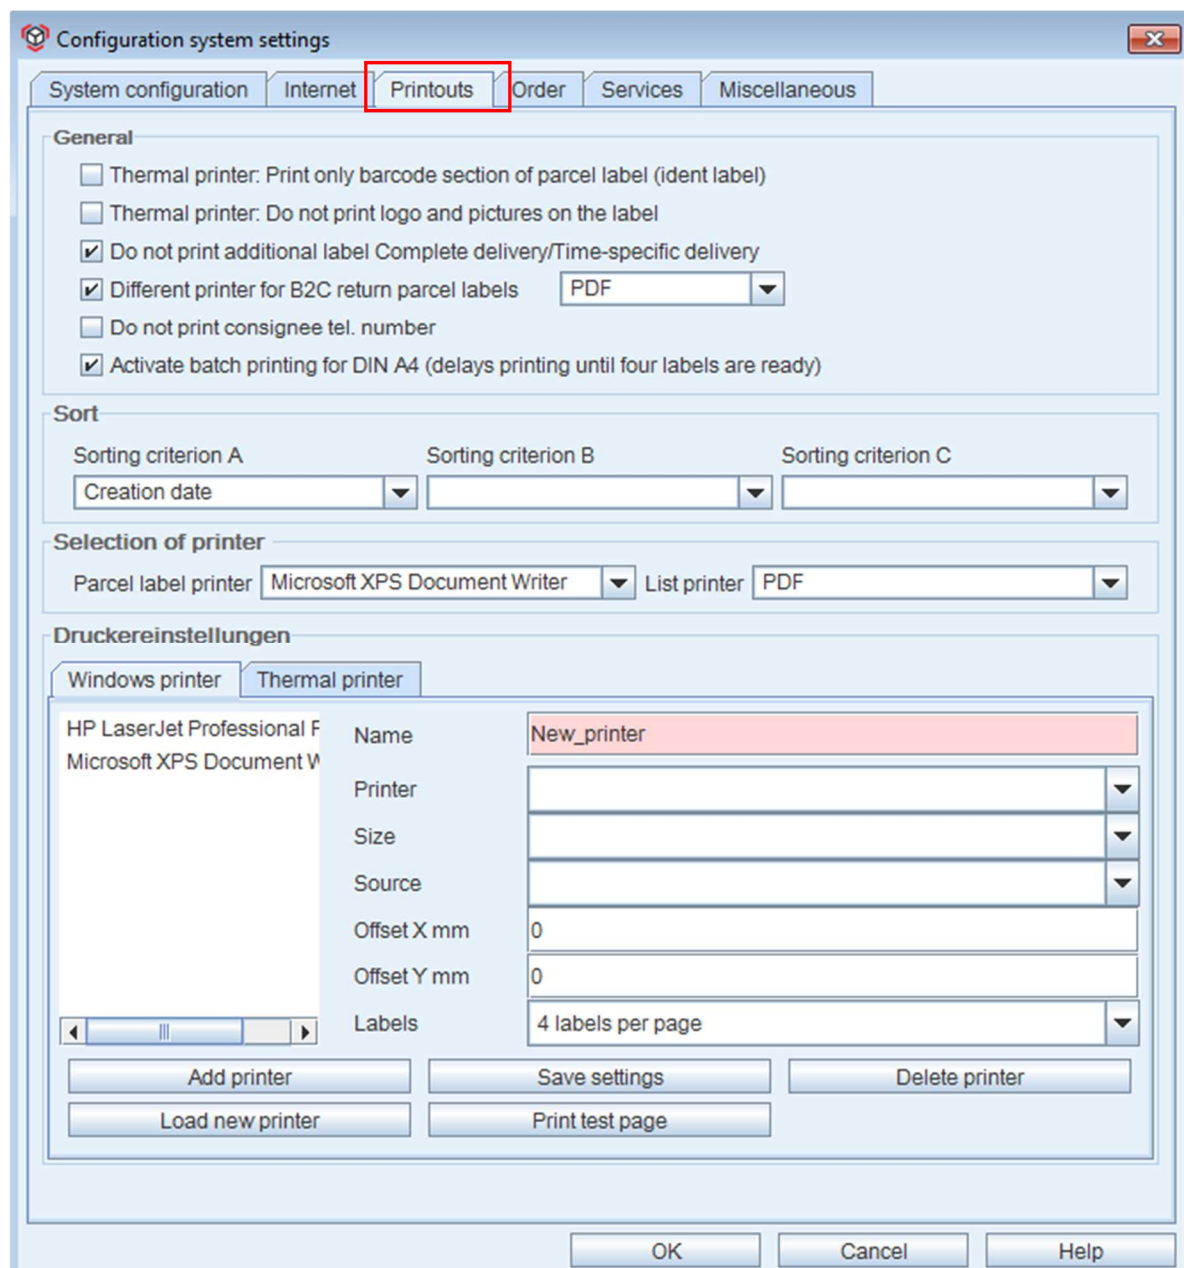 Configuration system settings
System configuration Internet Printouts Order Services Miscellaneous
General
Thermal printer: Print only barcode section of parcel label (ident label)
Thermal printer: Do not print logo and pictures on the label
Do not print additional label Complete delivery/Time-specific delivery
Different printer for B2C return parcel labels PDF
Do not print consignee tel. number
Activate batch printing for DIN A4 (delays printing until four labels are ready)
Sort
Sorting criterion A Sorting criterion B Sorting criterion C
Creation date
Selection of printer
Parcel label printer Microsoft XPS Document Writer List printer PDF
Druckereinstellungen
Windows printer Thermal printer
HP LaserJet Professional
Microsoft XPS Document
Name New_printer
Printer
Size
Source
Offset X mm 0
Offset Y mm 0
Labels 4 labels per page
Add printer Save settings Delete printer
Load new printer Print test page
OK Cancel Help